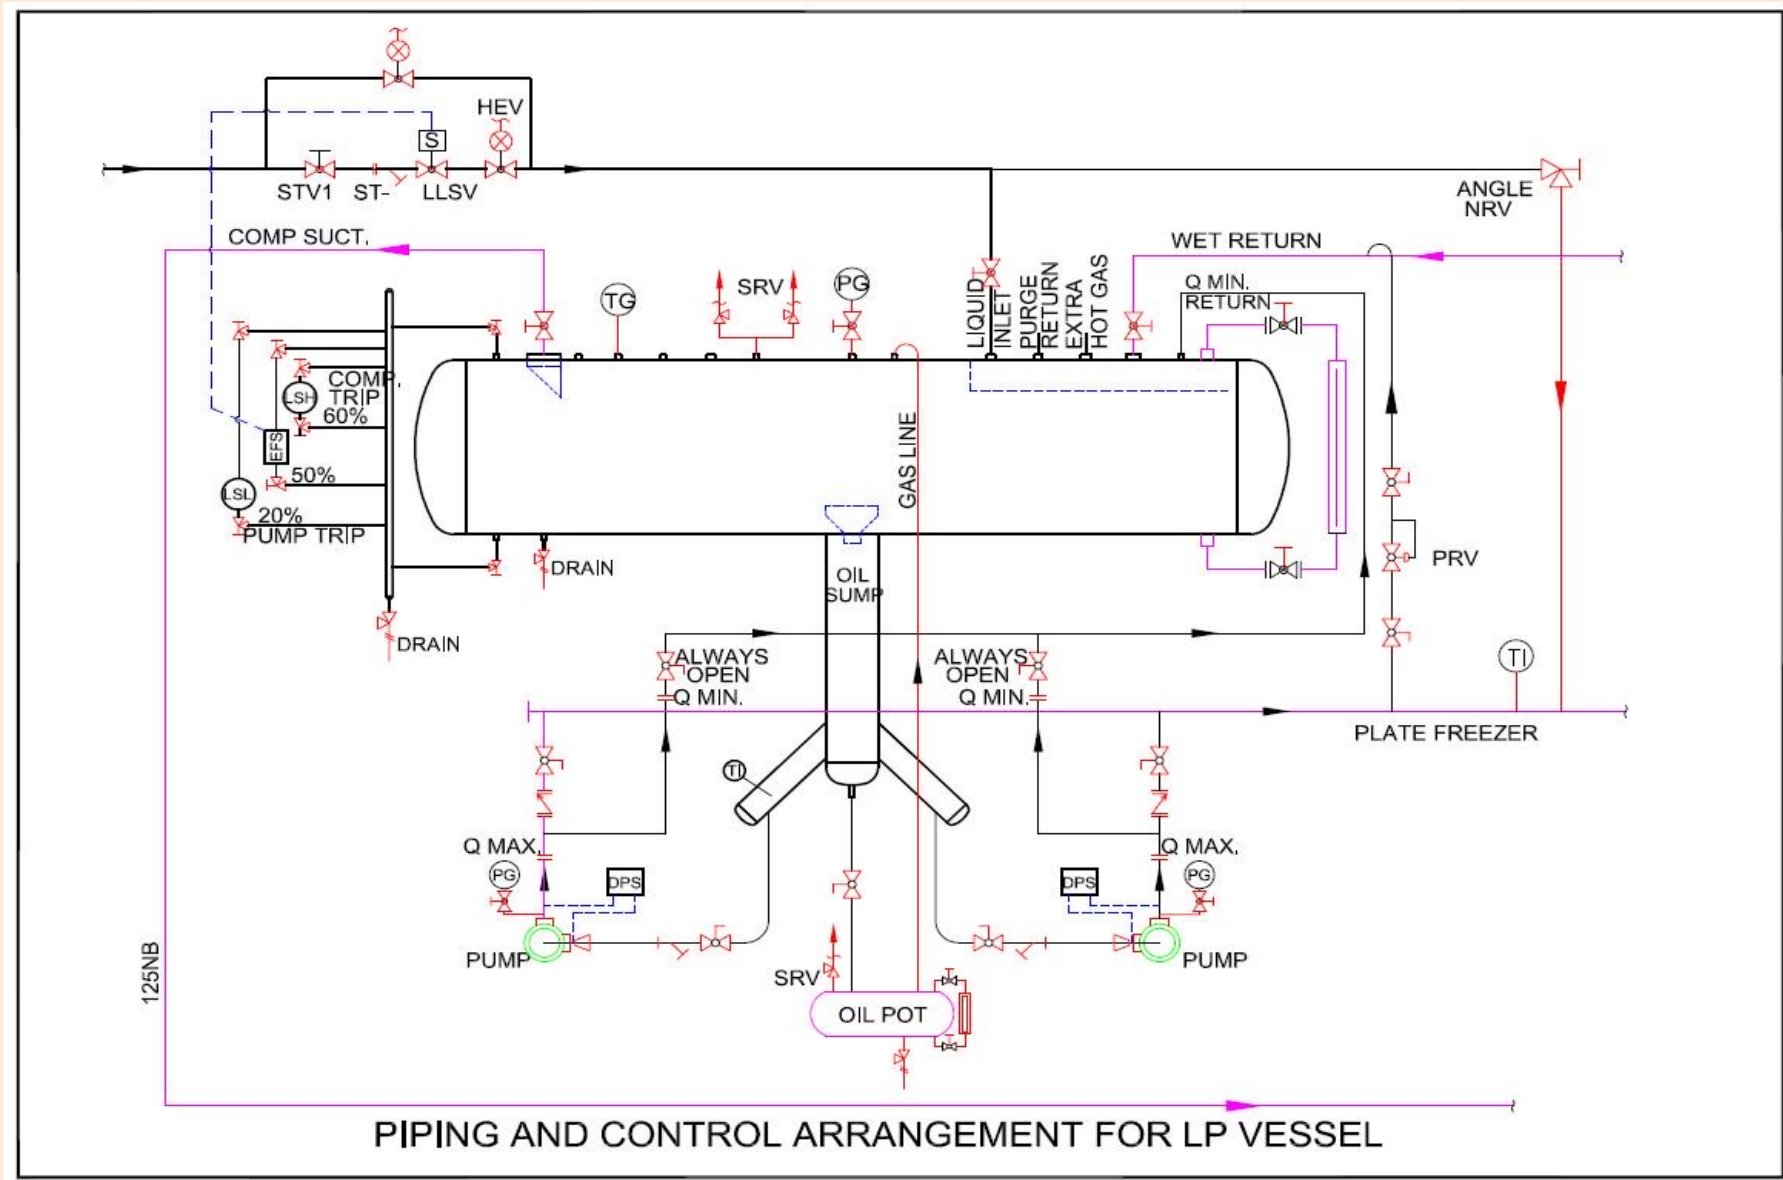 HEV
S
STV1
ST-
LLSV
ANGLE
NRV
COMP SUCT.
WET RETURN
TG
SRV
PG
LIQUID
INLET
PURGE
RETURN
EXTRA
HOT GAS
Q MIN.
RETURN
COMP.
TRIP
LSH
60%
EFS
50%
LSL
20%
PUMP TRIP
GAS LINE
DRAIN
OIL
SUMP
PRV
DRAIN
ALWAYS
OPEN
Q MIN.
ALWAYS
OPEN
Q MIN.
TI
PLATE FREEZER
TI
Q MAX.
PG
DPS
PUMP
Q MAX.
DPS
PG
PUMP
125NB
SRV
OIL POT
PIPING AND CONTROL ARRANGEMENT FOR LP VESSEL